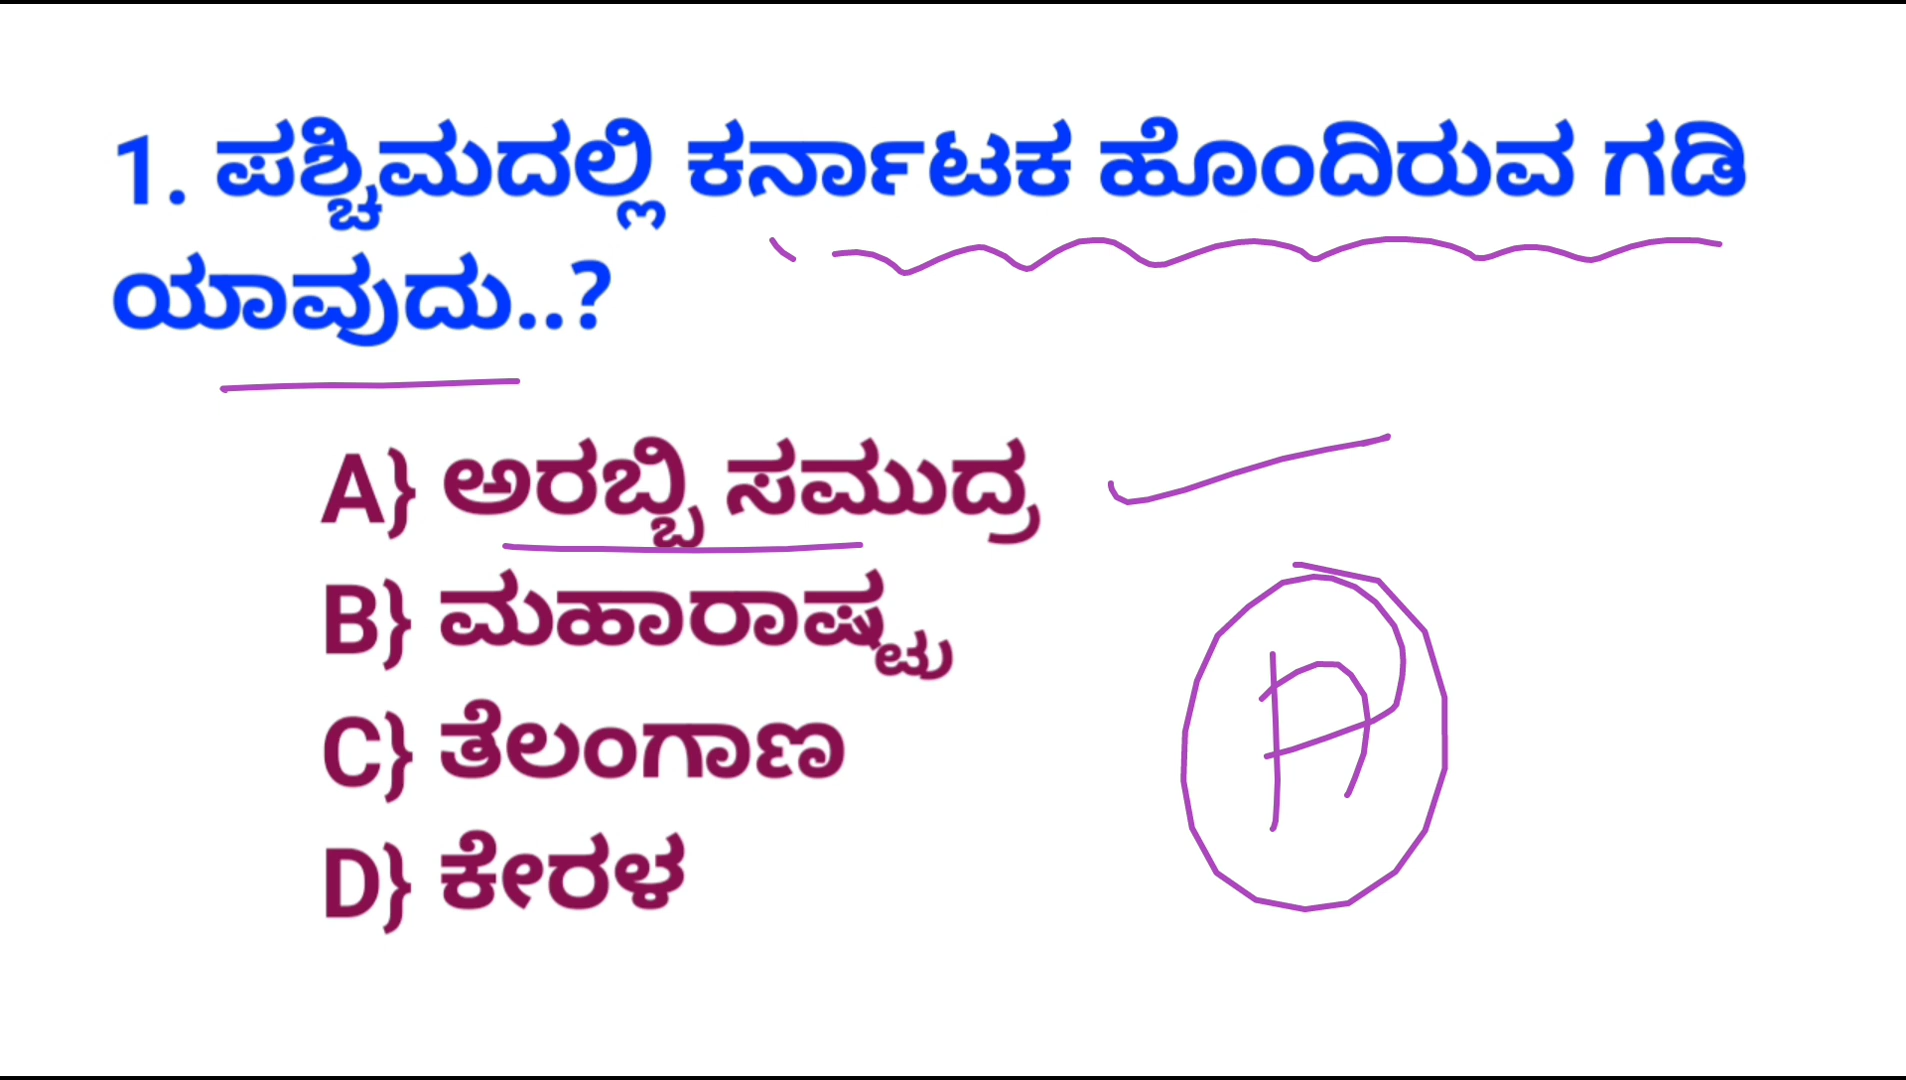 1. ಪಶ್ಚಿಮದಲ್ಲಿ ಕರ್ನಾಟಕ ಹೊಂದಿರುವ ಗಡಿ
ಯಾವುದು..?
A} ಅರಬ್ಬಿ ಸಮುದ್ರ
B} ಮಹಾರಾಷ್ಟ್ರ
C} ತೆಲಂಗಾಣ
D} ಕೇರಳ